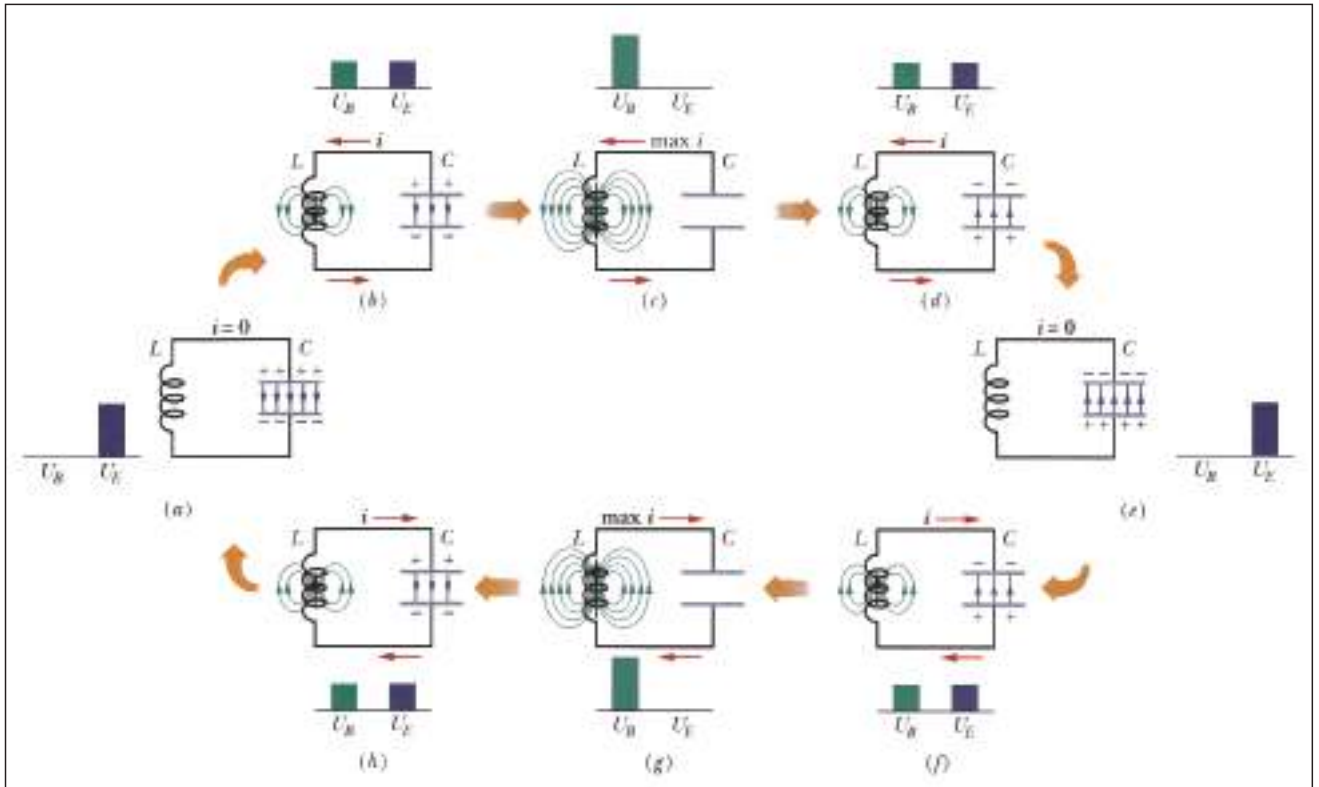 U_B U_E
U_B U_E
U_B U_E
i
L C
+ +
− −
(b)
max i
L C
(c)
i
L C
− −
+ +
(d)
i = 0
L C
+ + + +
− − − −
U_B U_E
(a)
i = 0
L C
− − − −
+ + + +
U_B U_E
(e)
i
L C
+ +
− −
U_B U_E
(h)
max i
L C
U_B U_E
(g)
i
L C
− −
+ +
U_B U_E
(f)